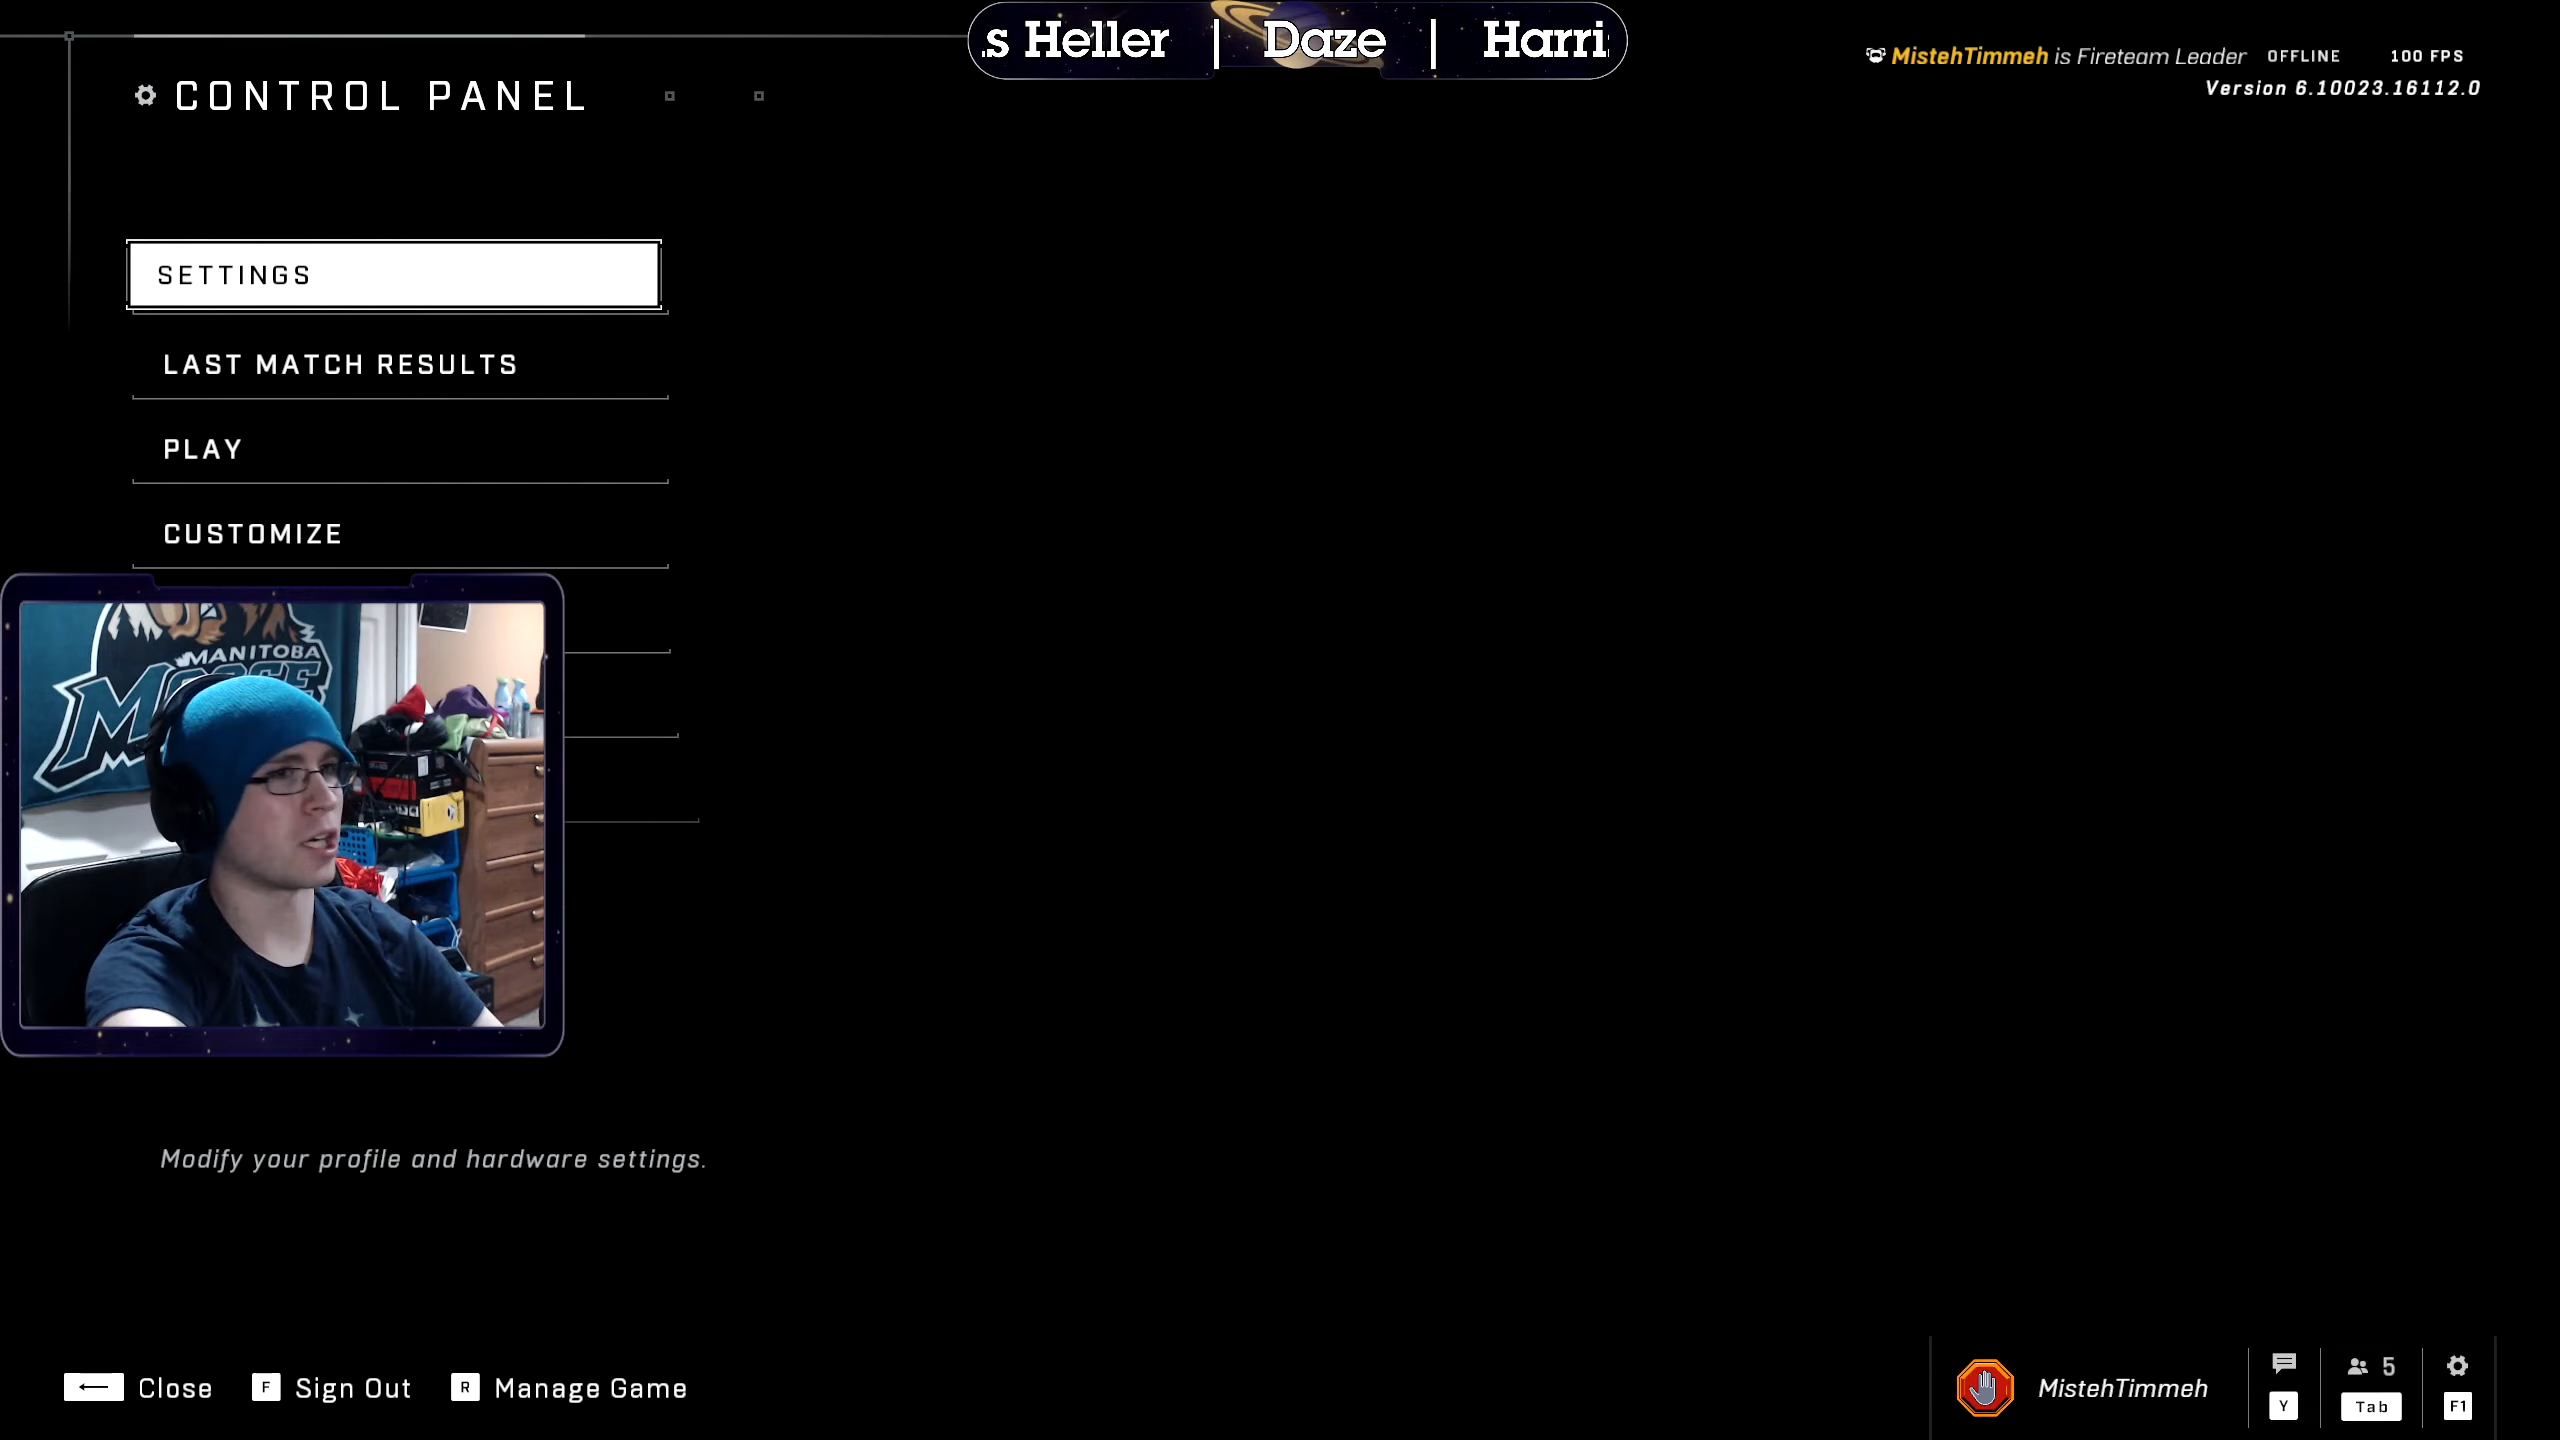 s Heller | Daze | Harri
MistehTimmeh is Fireteam Leader OFFLINE 100 FPS
Version 6.10023.16112.0
CONTROL PANEL
SETTINGS
LAST MATCH RESULTS
PLAY
CUSTOMIZE
MANITOBA
MOOSE
Modify your profile and hardware settings.
Close F Sign Out R Manage Game
MistehTimmeh
5
Y Tab F1